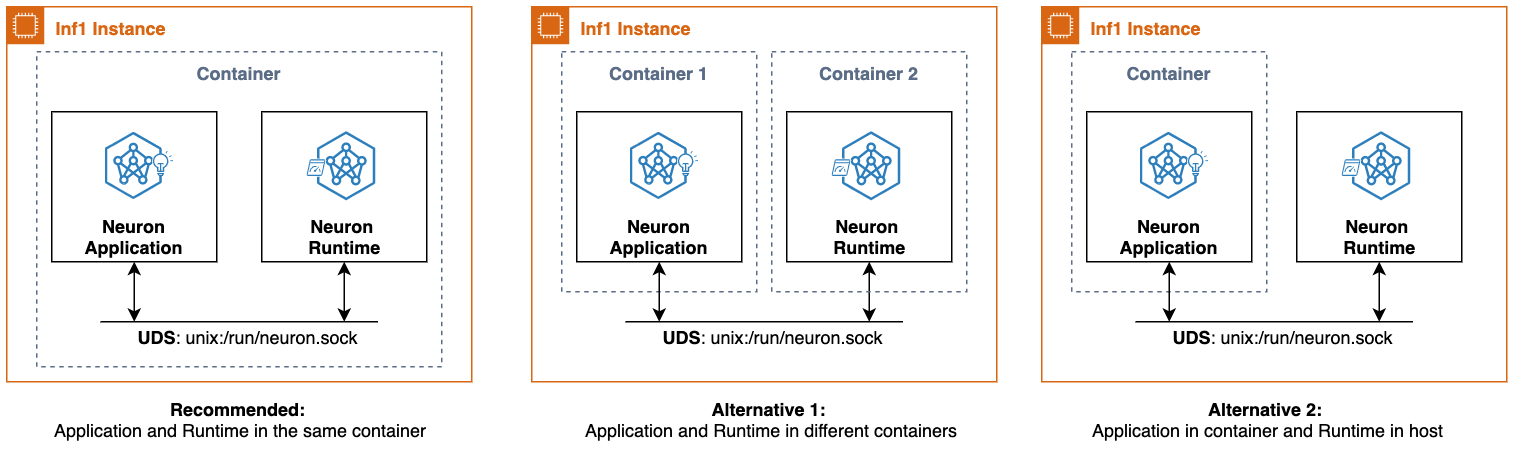 Inf1 Instance
Container
Neuron
Application
Neuron
Runtime
UDS: unix:/run/neuron.sock
Recommended:
Application and Runtime in the same container
Inf1 Instance
Container 1
Container 2
Neuron
Application
Neuron
Runtime
UDS: unix:/run/neuron.sock
Alternative 1:
Application and Runtime in different containers
Inf1 Instance
Container
Neuron
Application
Neuron
Runtime
UDS: unix:/run/neuron.sock
Alternative 2:
Application in container and Runtime in host